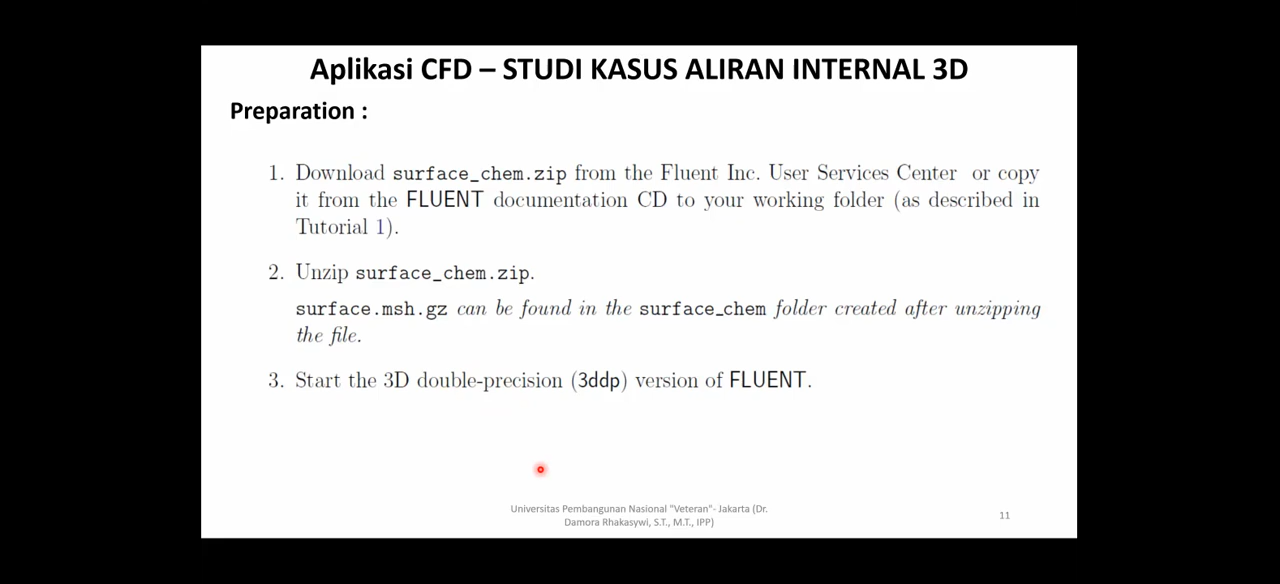 Aplikasi CFD – STUDI KASUS ALIRAN INTERNAL 3D
Preparation :
1. Download surface_chem.zip from the Fluent Inc. User Services Center or copy
it from the FLUENT documentation CD to your working folder (as described in
Tutorial 1).
2. Unzip surface_chem.zip.
surface.msh.gz can be found in the surface_chem folder created after unzipping
the file.
3. Start the 3D double-precision (3ddp) version of FLUENT.
Universitas Pembangunan Nasional "Veteran"- Jakarta (Dr.
Damora Rhakasywi, S.T., M.T., IPP)
11